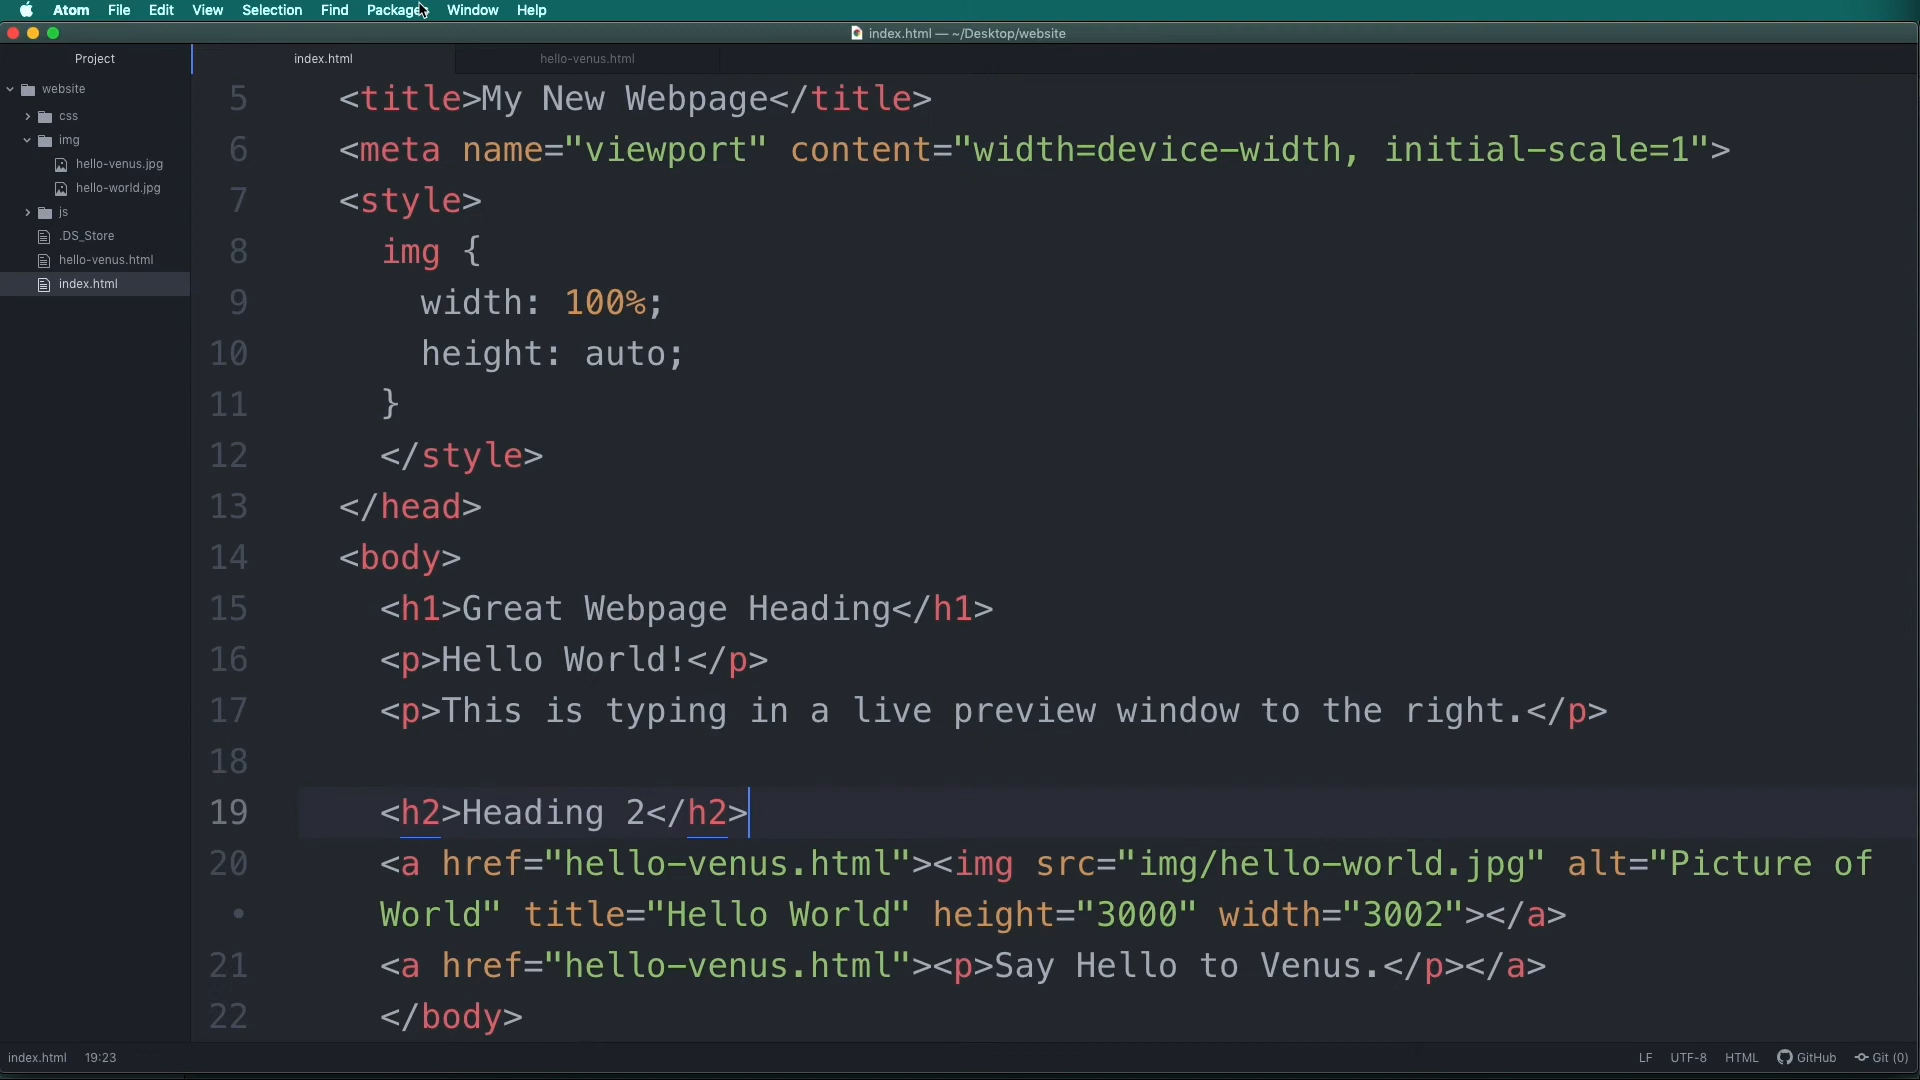 Atom File Edit View Selection Find Packages Window Help
index.html — ~/Desktop/website
Project
index.html
hello-venus.html
website
css
img
hello-venus.jpg
hello-world.jpg
js
.DS_Store
hello-venus.html
index.html
5 <title>My New Webpage</title>
6 <meta name="viewport" content="width=device-width, initial-scale=1">
7 <style>
8 img {
9 width: 100%;
10 height: auto;
11 }
12 </style>
13 </head>
14 <body>
15 <h1>Great Webpage Heading</h1>
16 <p>Hello World!</p>
17 <p>This is typing in a live preview window to the right.</p>
18
19 <h2>Heading 2</h2>
20 <a href="hello-venus.html"><img src="img/hello-world.jpg" alt="Picture of
• World" title="Hello World" height="3000" width="3002"></a>
21 <a href="hello-venus.html"><p>Say Hello to Venus.</p></a>
22 </body>
index.html 19:23 LF UTF-8 HTML GitHub Git (0)